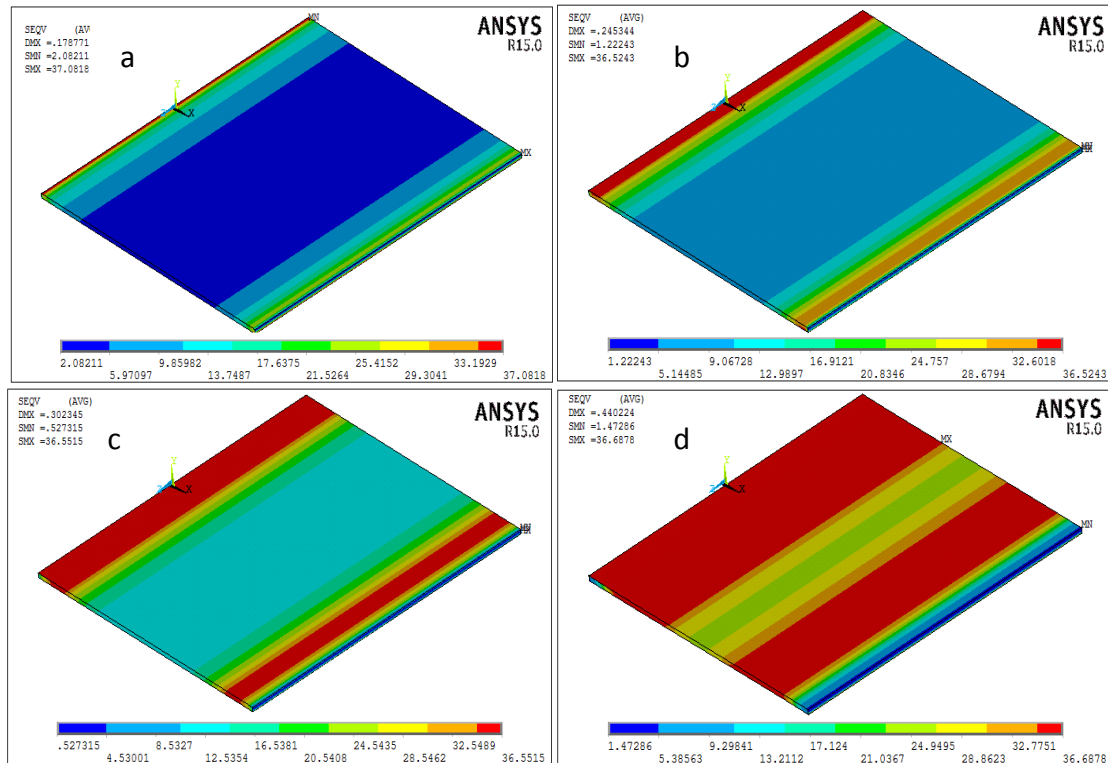 SEQV (AV
DMX =.178771
SMN =2.08211
SMX =37.0818
a
ANSYS
R15.0
MN
Y
Z X
MX
2.08211 9.85982 17.6375 25.4152 33.1929
5.97097 13.7487 21.5264 29.3041 37.0818
SEQV (AVG)
DMX =.245344
SMN =1.22243
SMX =36.5243
b
ANSYS
R15.0
Y
X
1.22243 9.06728 16.9121 24.757 32.6018
5.14485 12.9897 20.8346 28.6794 36.5243
SEQV (AVG)
DMX =.302345
SMN =.527315
SMX =36.5515
c
ANSYS
R15.0
Y
Z X
.527315 8.5327 16.5381 24.5435 32.5489
4.53001 12.5354 20.5408 28.5462 36.5515
SEQV (AVG)
DMX =.440224
SMN =1.47286
SMX =36.6878
d
ANSYS
R15.0
Y
Z X
MX
MN
1.47286 9.29841 17.124 24.9495 32.7751
5.38563 13.2112 21.0367 28.8623 36.6878